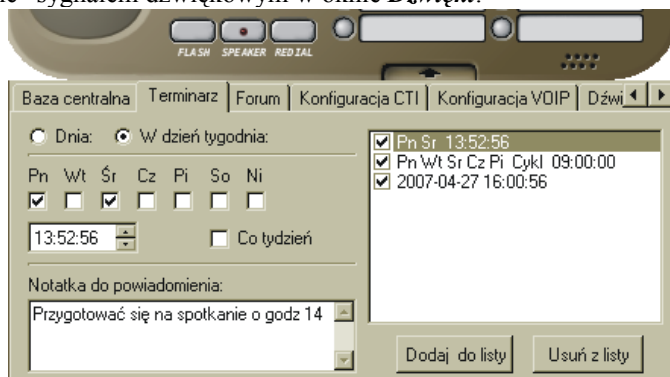 sygnałem dźwiękowym w oknie
FLASH SPEAKER REDIAL
Baza centralna Terminarz Forum Konfiguracja CTI Konfiguracja VOIP Dźwi
Dnia: W dzień tygodnia:
Pn Wt Śr Cz Pi So Ni
13:52:56 Co tydzień
Notatka do powiadomienia:
Przygotować się na spotkanie o godz 14
Pn Sr 13:52:56
Pn Wt Sr Cz Pi Cykl 09:00:00
2007-04-27 16:00:56
Dodaj do listy Usuń z listy